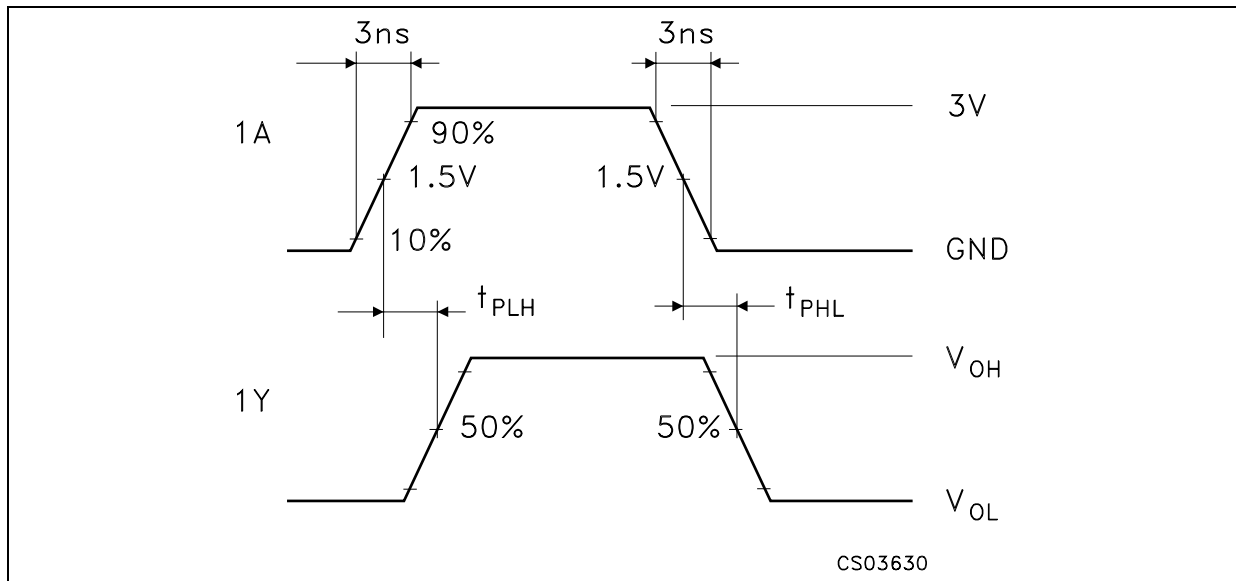 3ns 3ns
3V
1A
90%
1.5V 1.5V
10%
GND
tPLH tPHL
VOH
1Y
50% 50%
VOL
CS03630